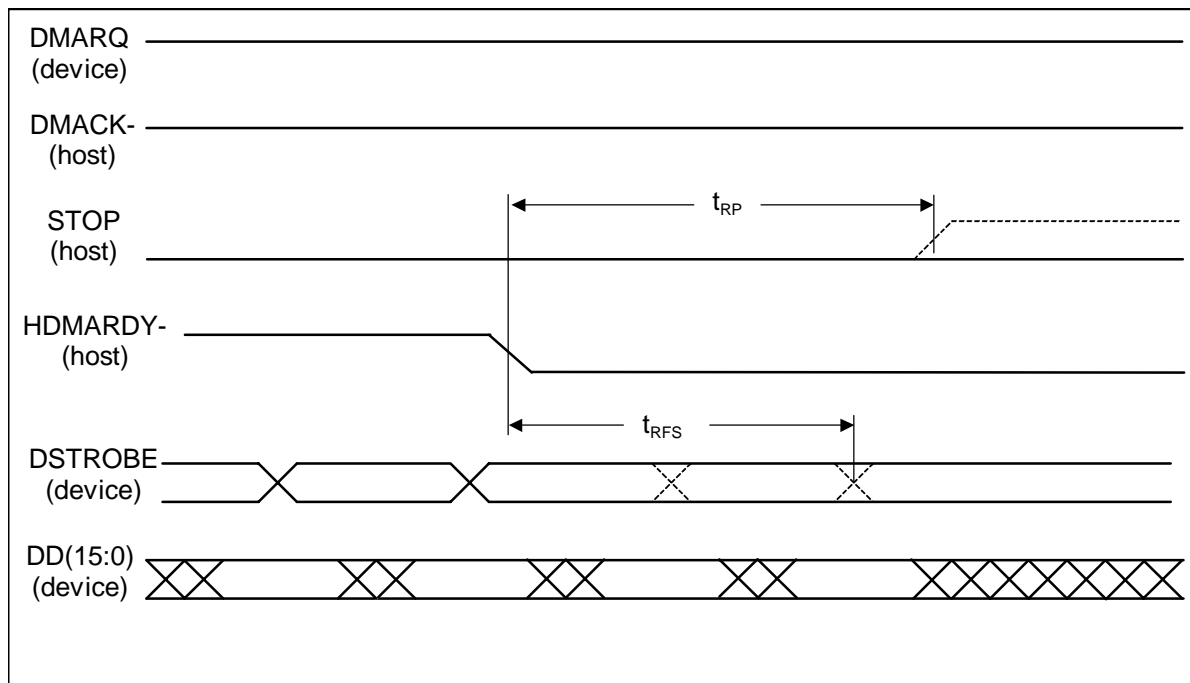 DMARQ
(device)
DMACK-
(host)
STOP
(host)
tRP
HDMARDY-
(host)
tRFS
DSTROBE
(device)
DD(15:0)
(device)